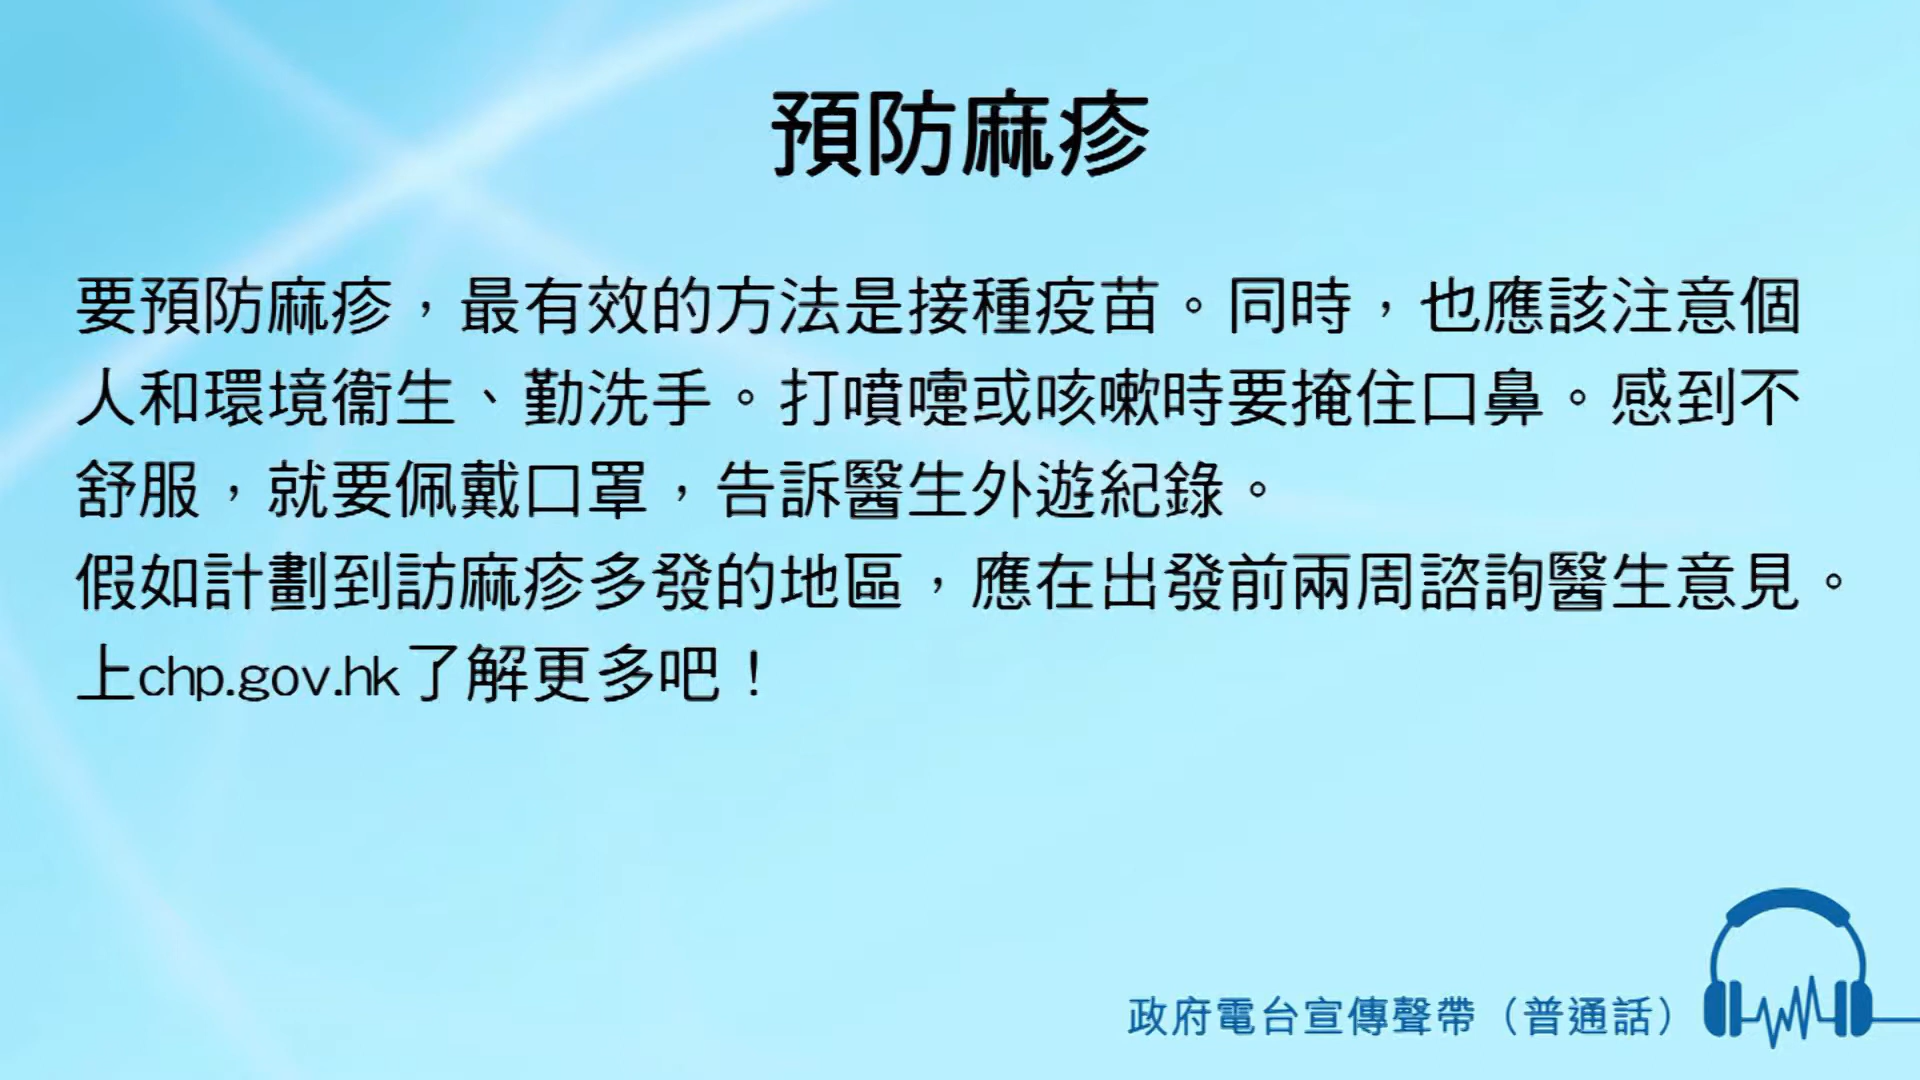 預防麻疹
要預防麻疹，最有效的方法是接種疫苗。同時，也應該注意個
人和環境衞生、勤洗手。打噴嚏或咳嗽時要掩住口鼻。感到不
舒服，就要佩戴口罩，告訴醫生外遊紀錄。
假如計劃到訪麻疹多發的地區，應在出發前兩周諮詢醫生意見。
上chp.gov.hk了解更多吧！
政府電台宣傳聲帶（普通話）